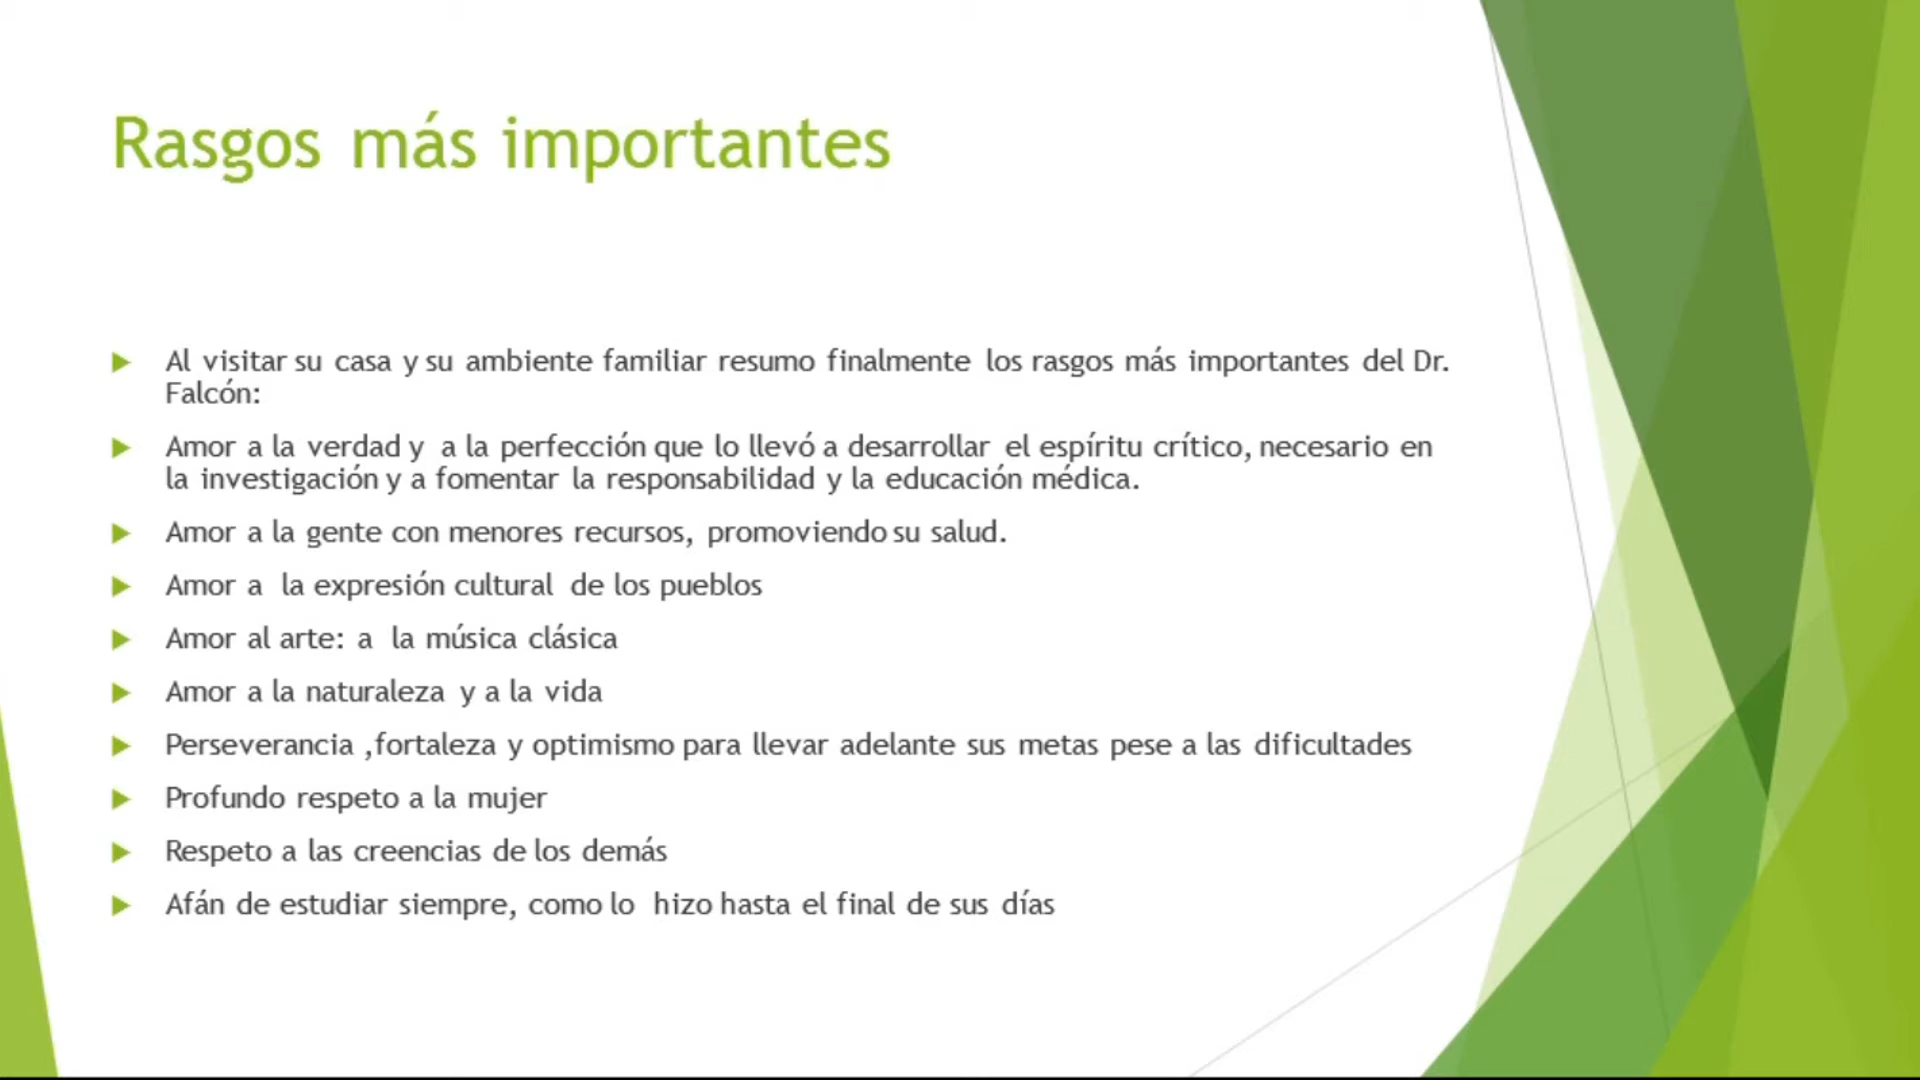 Rasgos más importantes
Al visitar su casa y su ambiente familiar resumo finalmente los rasgos más importantes del Dr.
Falcón:
Amor a la verdad y a la perfección que lo llevó a desarrollar el espíritu crítico, necesario en
la investigación y a fomentar la responsabilidad y la educación médica.
Amor a la gente con menores recursos, promoviendo su salud.
Amor a la expresión cultural de los pueblos
Amor al arte: a la música clásica
Amor a la naturaleza y a la vida
Perseverancia ,fortaleza y optimismo para llevar adelante sus metas pese a las dificultades
Profundo respeto a la mujer
Respeto a las creencias de los demás
Afán de estudiar siempre, como lo hizo hasta el final de sus días